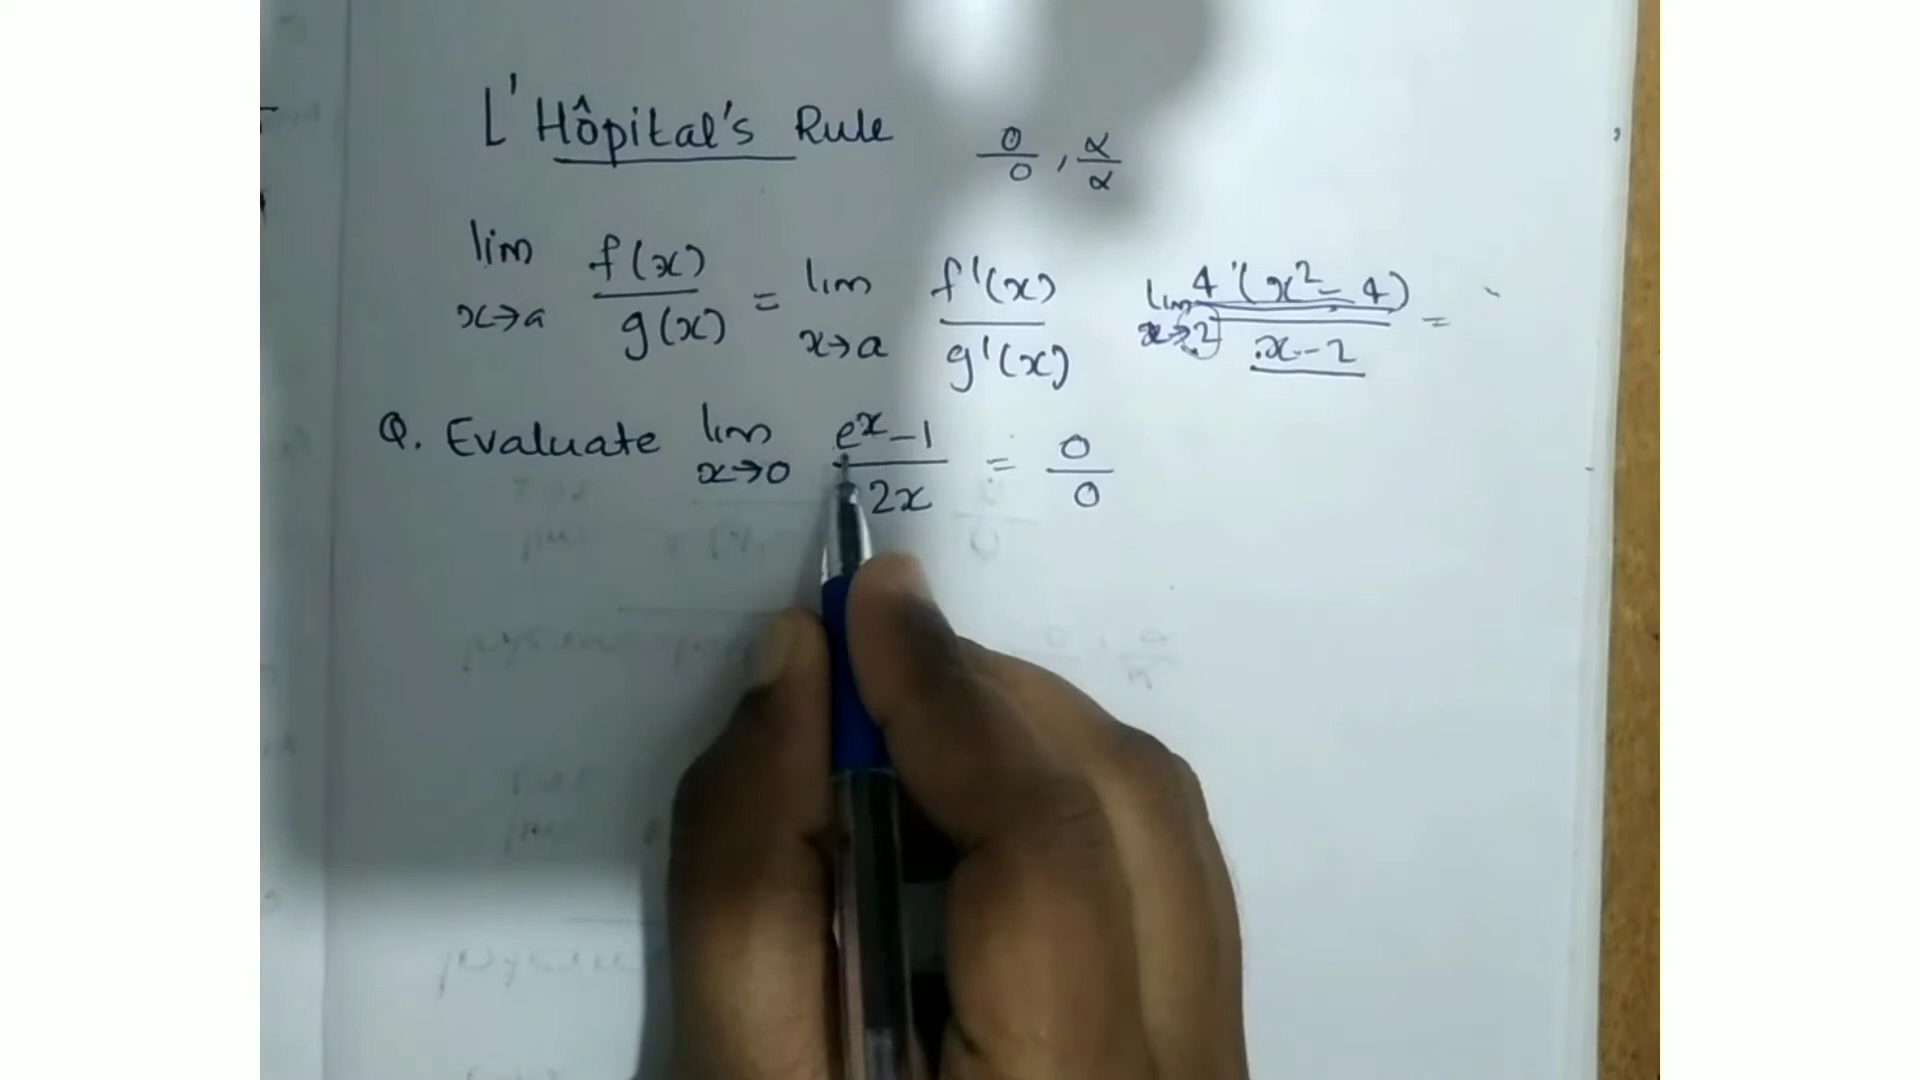 L'Hôpital's Rule 0/0 , α/α
lim x→a f(x)/g(x) = lim x→a f'(x)/g'(x) lim x→2 4(x²-4)/x-2 =
Q. Evaluate lim x→0 eˣ-1/2x = 0/0